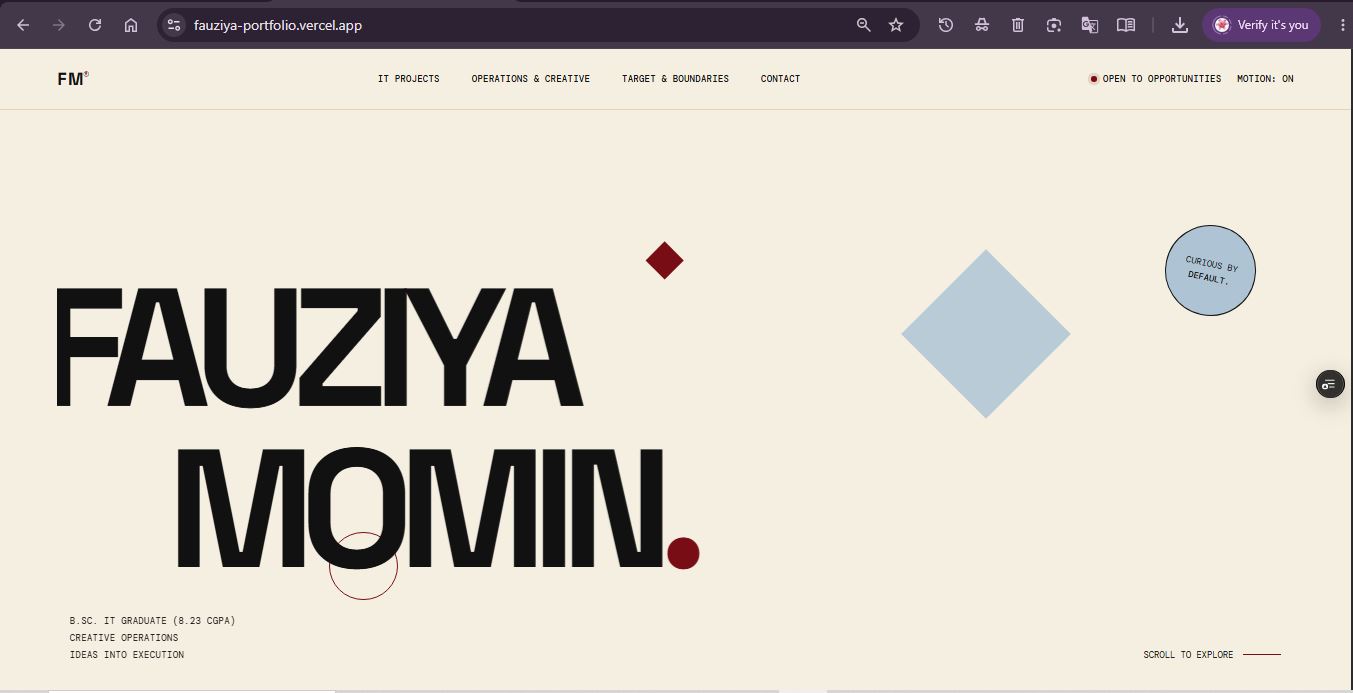 fauziya-portfolio.vercel.app
Verify it's you
FM®
IT PROJECTS
OPERATIONS & CREATIVE
TARGET & BOUNDARIES
CONTACT
OPEN TO OPPORTUNITIES
MOTION: ON
CURIOUS BY
DEFAULT.
FAUZIYA
MOMIN.
B.SC. IT GRADUATE (8.23 CGPA)
CREATIVE OPERATIONS
IDEAS INTO EXECUTION
SCROLL TO EXPLORE